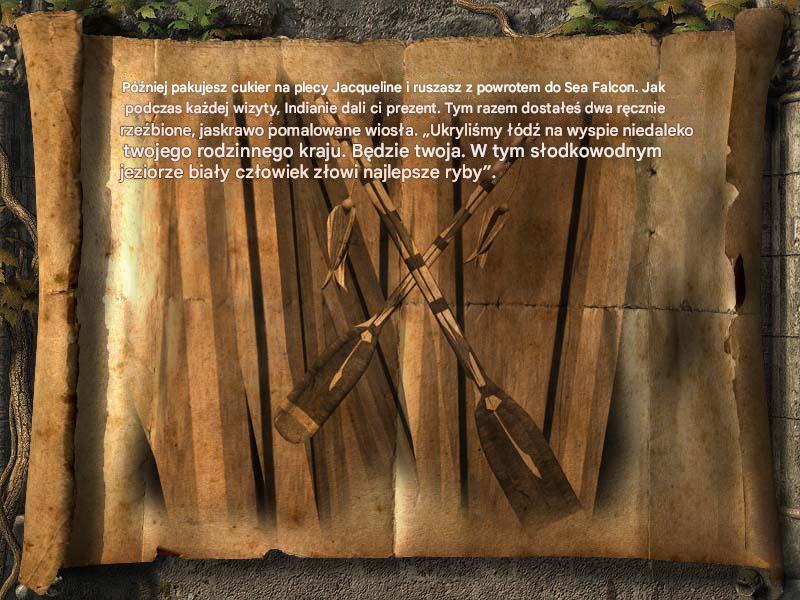 Później pakujesz cukier na plecy Jacqueline i ruszasz z powrotem do Sea Falcon. Jak
podczas każdej wizyty, Indianie dali ci prezent. Tym razem dostałeś dwa ręcznie
rzeźbione, jaskrawo pomalowane wiosła. „Ukryliśmy łódź na wyspie niedaleko
twojego rodzinnego kraju. Będzie twoja. W tym słodkowodnym
jeziorze biały człowiek złowi najlepsze ryby”.